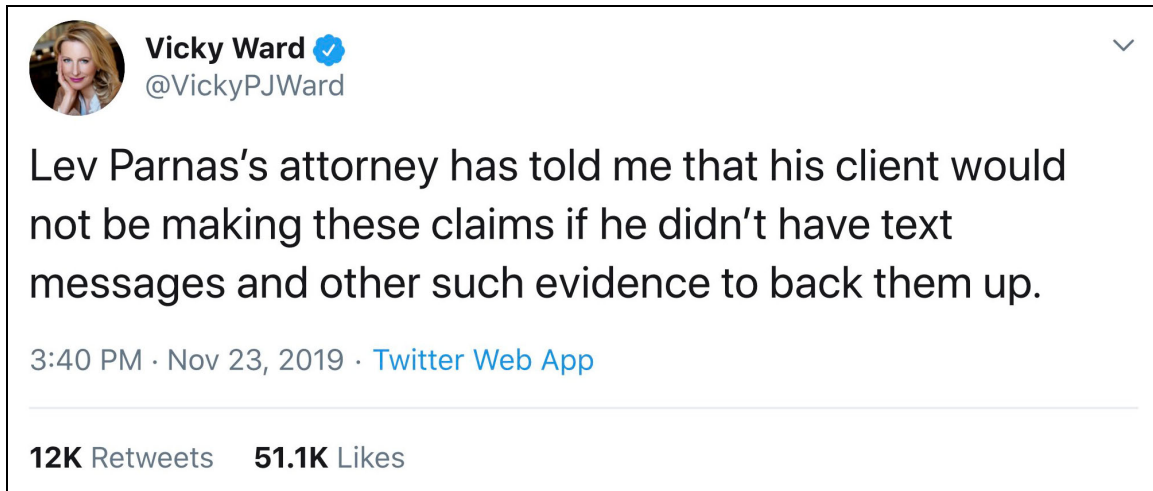 Vicky Ward
@VickyPJWard
Lev Parnas’s attorney has told me that his client would
not be making these claims if he didn’t have text
messages and other such evidence to back them up.
3:40 PM · Nov 23, 2019 · Twitter Web App
12K Retweets 51.1K Likes